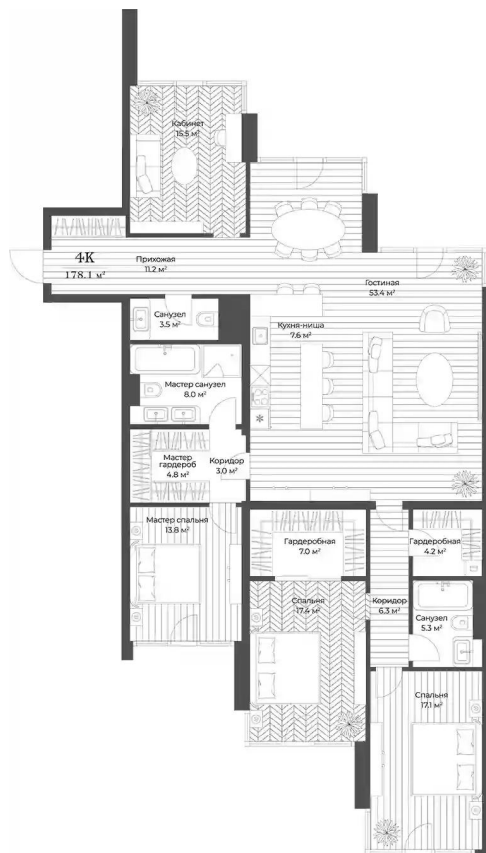 Кабинет
15.5 м²
4К
178.1 м²
Прихожая
11.2 м²
Гостиная
53.4 м²
Санузел
3.5 м²
Кухня-ниша
7.6 м²
Мастер санузел
8.0 м²
Мастер
гардероб
4.8 м²
Коридор
3.0 м²
Мастер спальня
13.8 м²
Гардеробная
7.0 м²
Гардеробная
4.2 м²
Спальня
17.4 м²
Коридор
6.3 м²
Санузел
5.3 м²
Спальня
17.1 м²